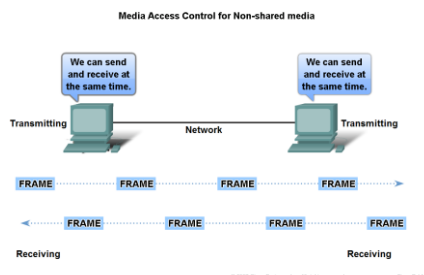 Media Access Control for Non-shared media
We can send
and receive at
the same time.
We can send
and receive at
the same time.
Transmitting
Transmitting
Network
FRAME
FRAME
FRAME
FRAME
FRAME
FRAME
FRAME
FRAME
Receiving
Receiving